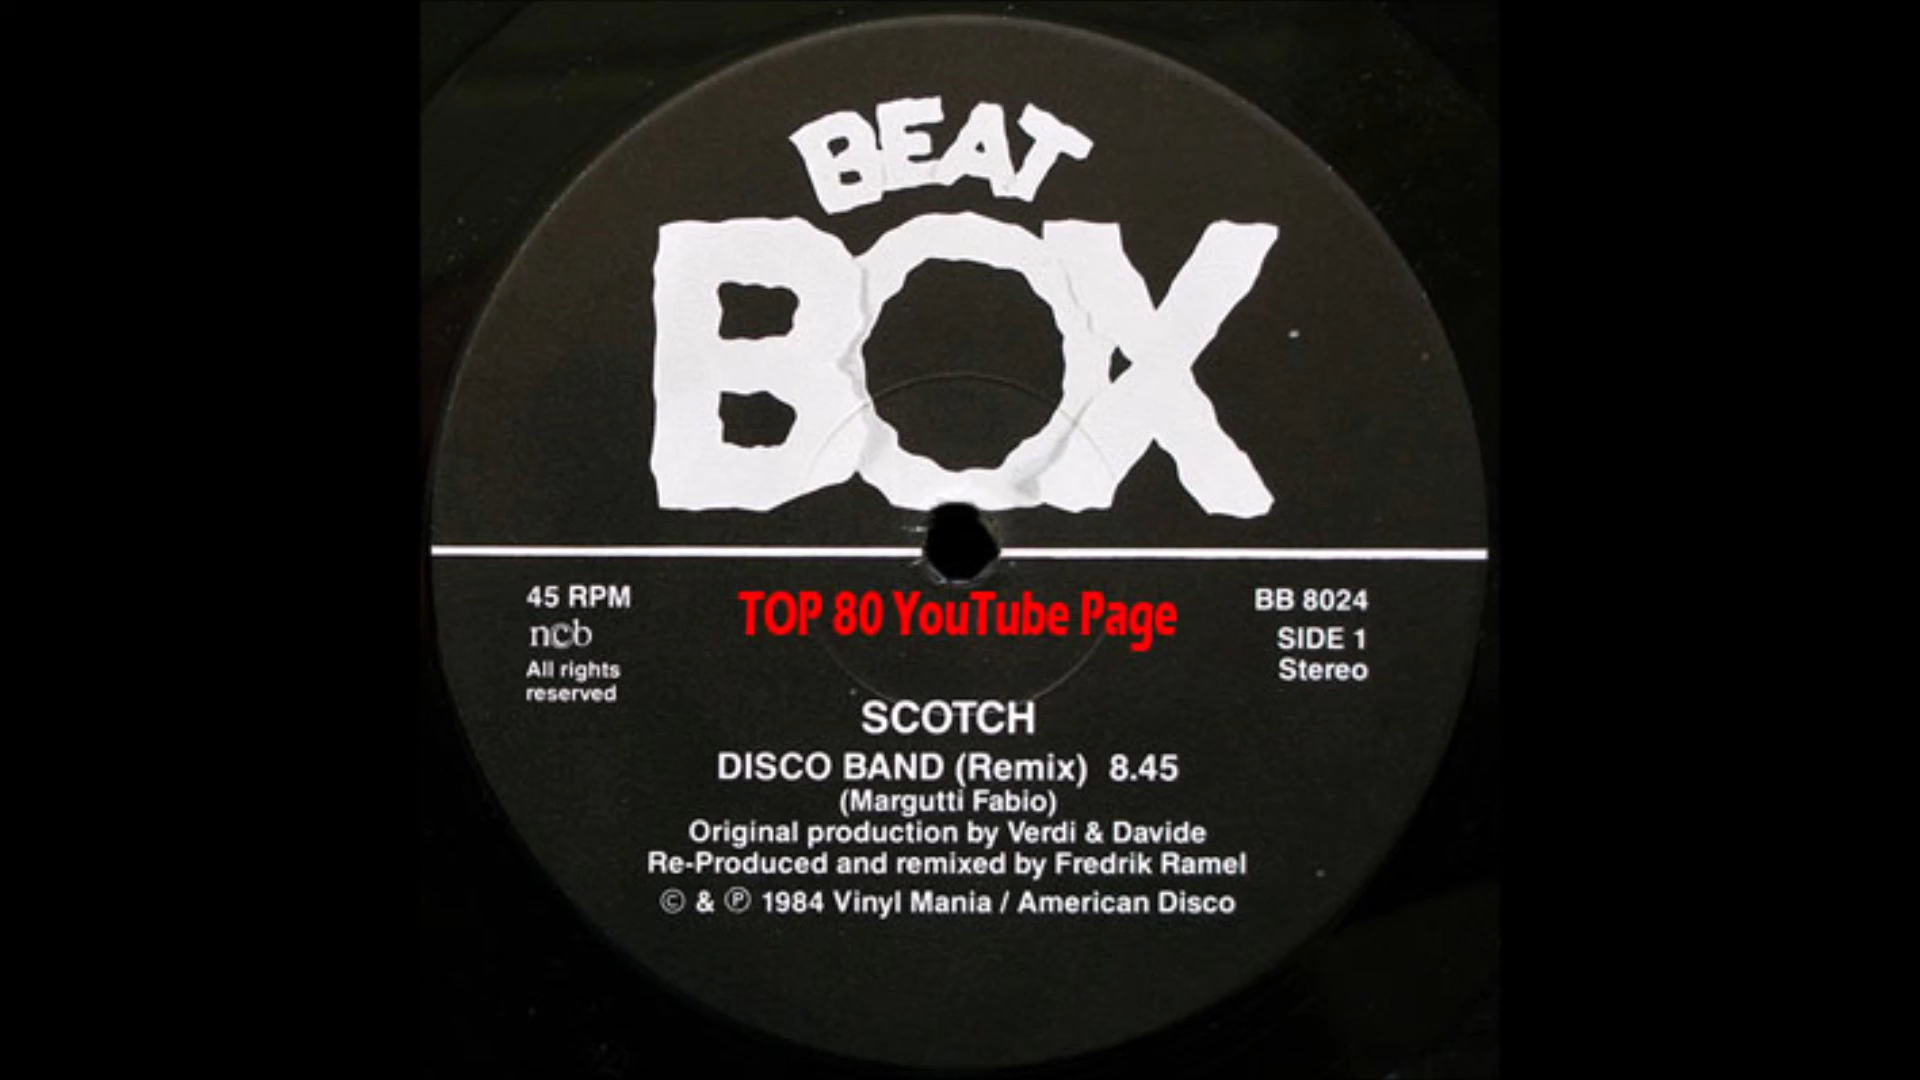 BEAT
BOX
45 RPM
ncb
All rights
reserved
TOP 80 YouTube Page
BB 8024
SIDE 1
Stereo
SCOTCH
DISCO BAND (Remix) 8.45
(Margutti Fabio)
Original production by Verdi & Davide
Re-Produced and remixed by Fredrik Ramel
© & ℗ 1984 Vinyl Mania / American Disco